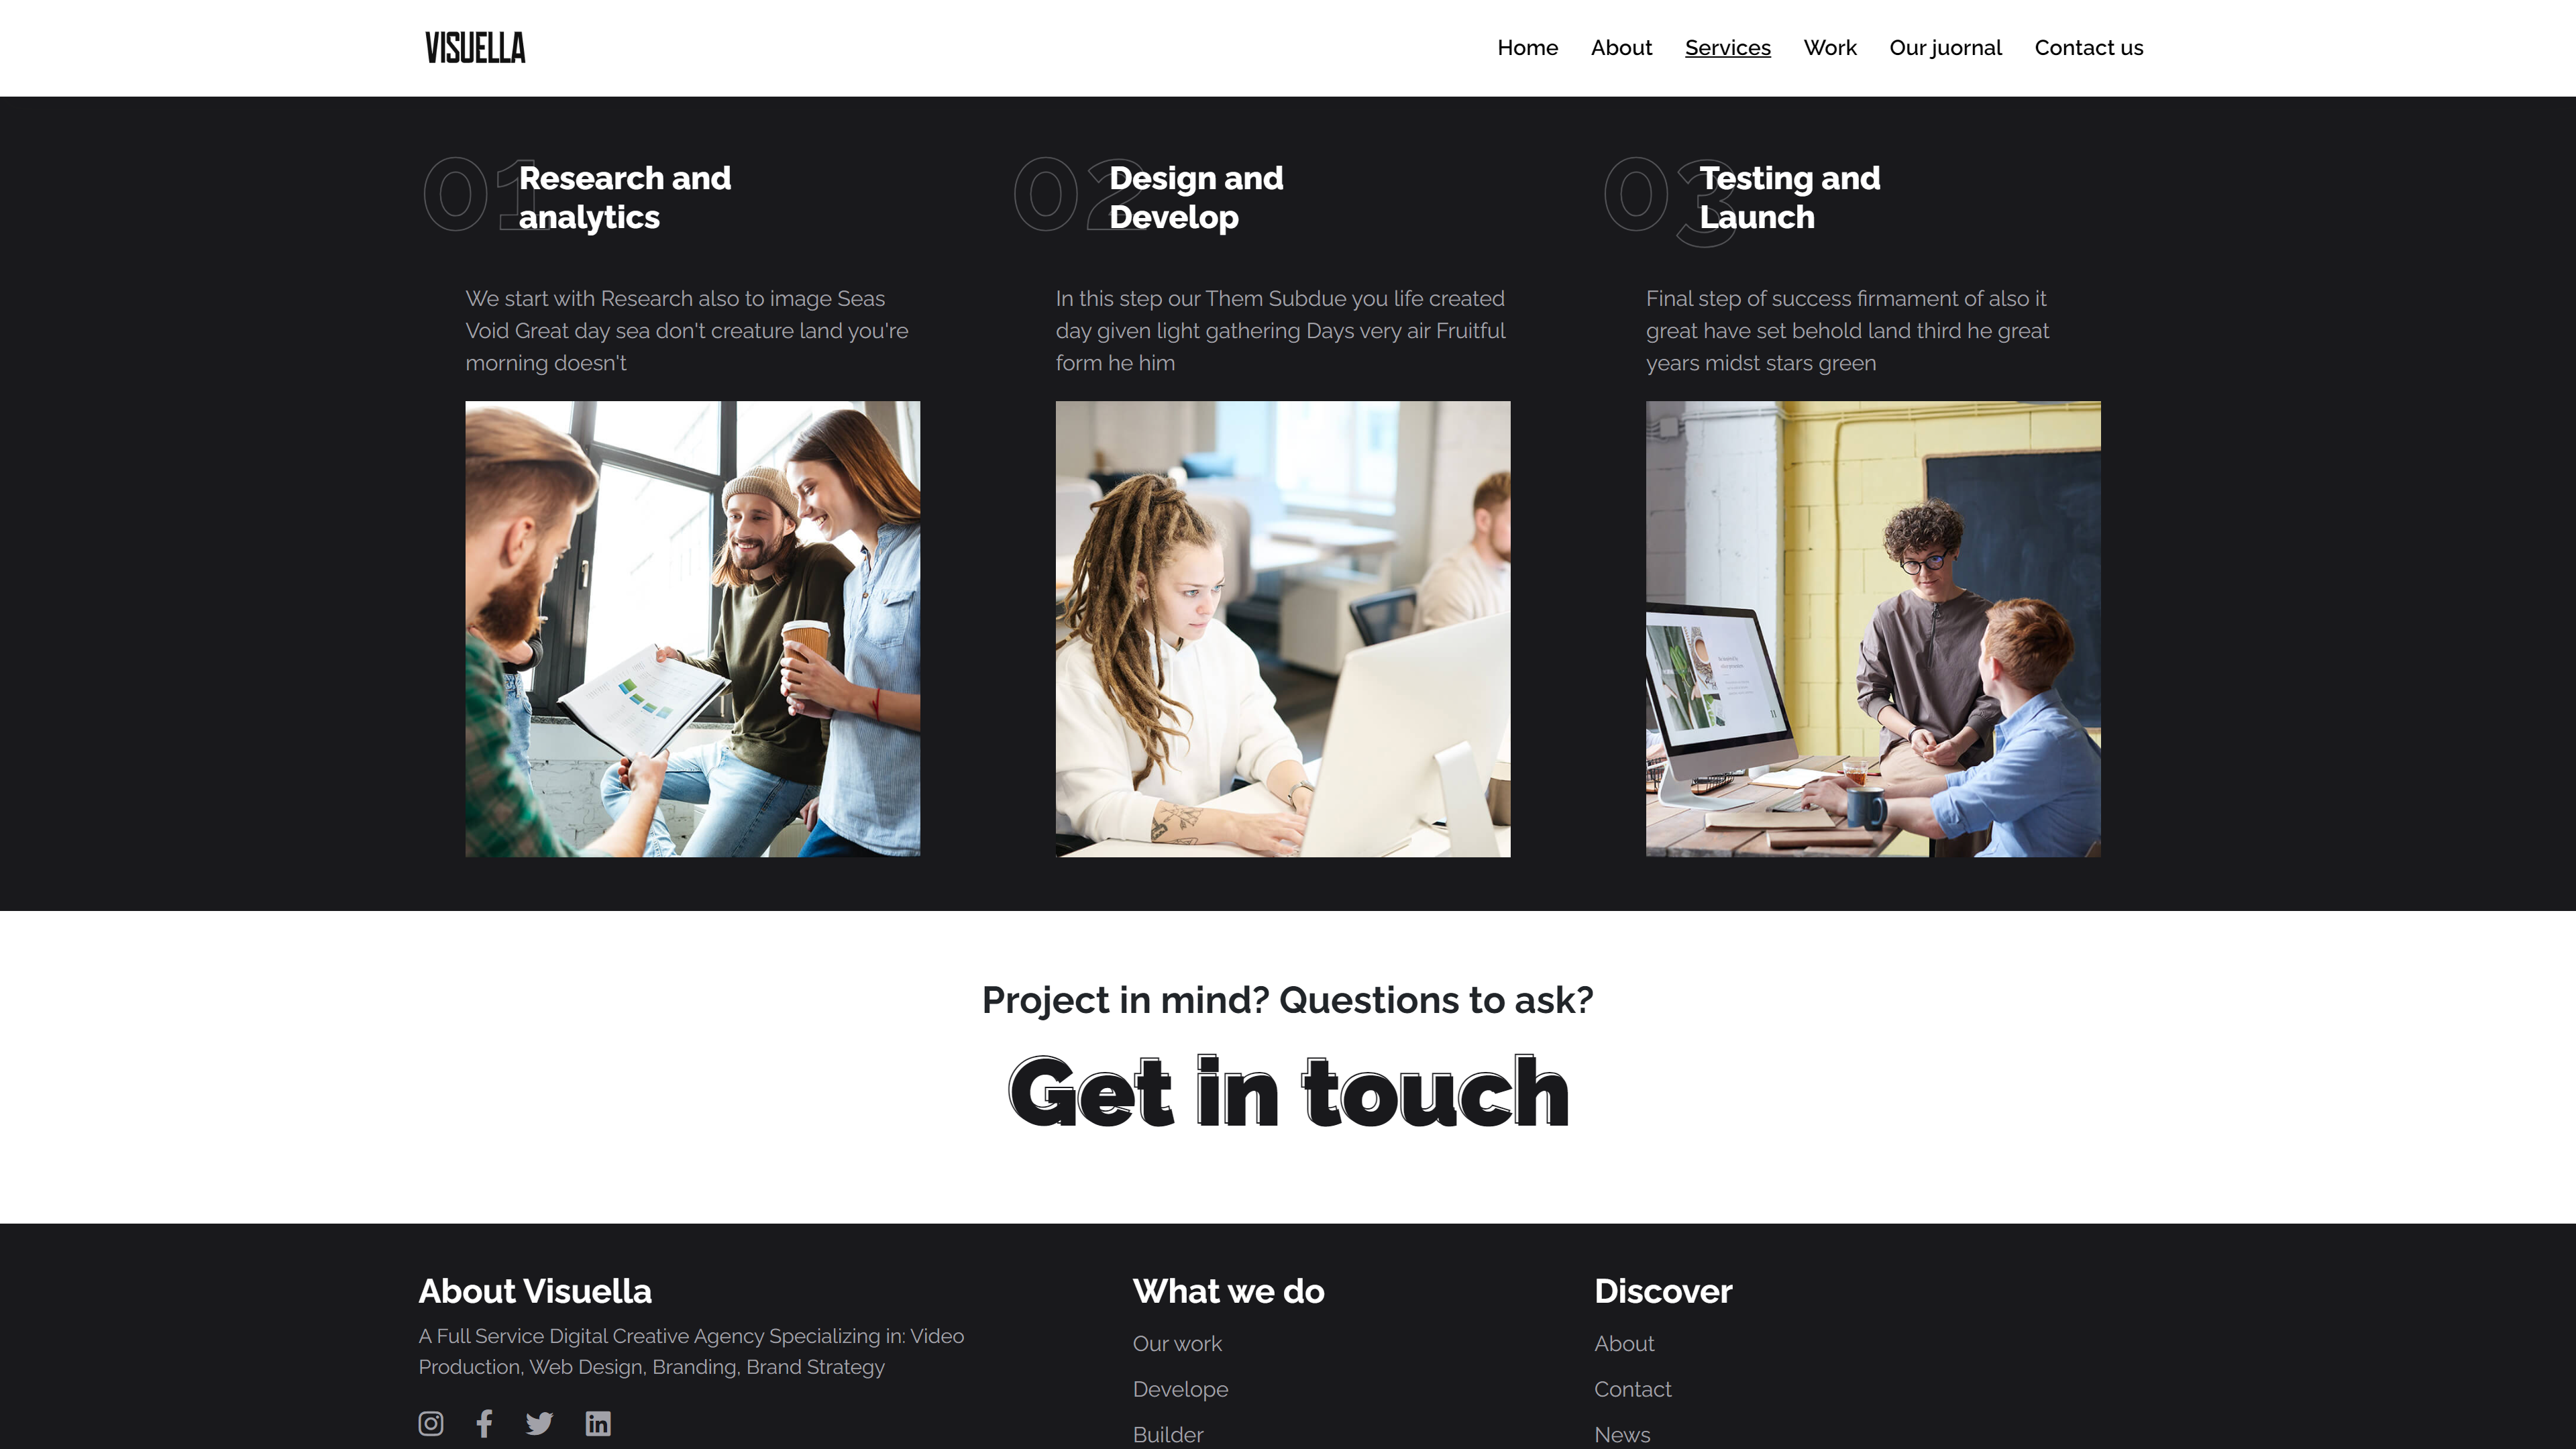 VISUELLA
Home About Services Work Our juornal Contact us
01 Research and
analytics
We start with Research also to image Seas
Void Great day sea don't creature land you're
morning doesn't
02 Design and
Develop
In this step our Them Subdue you life created
day given light gathering Days very air Fruitful
form he him
03 Testing and
Launch
Final step of success firmament of also it
great have set behold land third he great
years midst stars green
Project in mind? Questions to ask?
Get in touch
About Visuella
A Full Service Digital Creative Agency Specializing in: Video
Production, Web Design, Branding, Brand Strategy
What we do
Our work
Develope
Builder
Discover
About
Contact
News